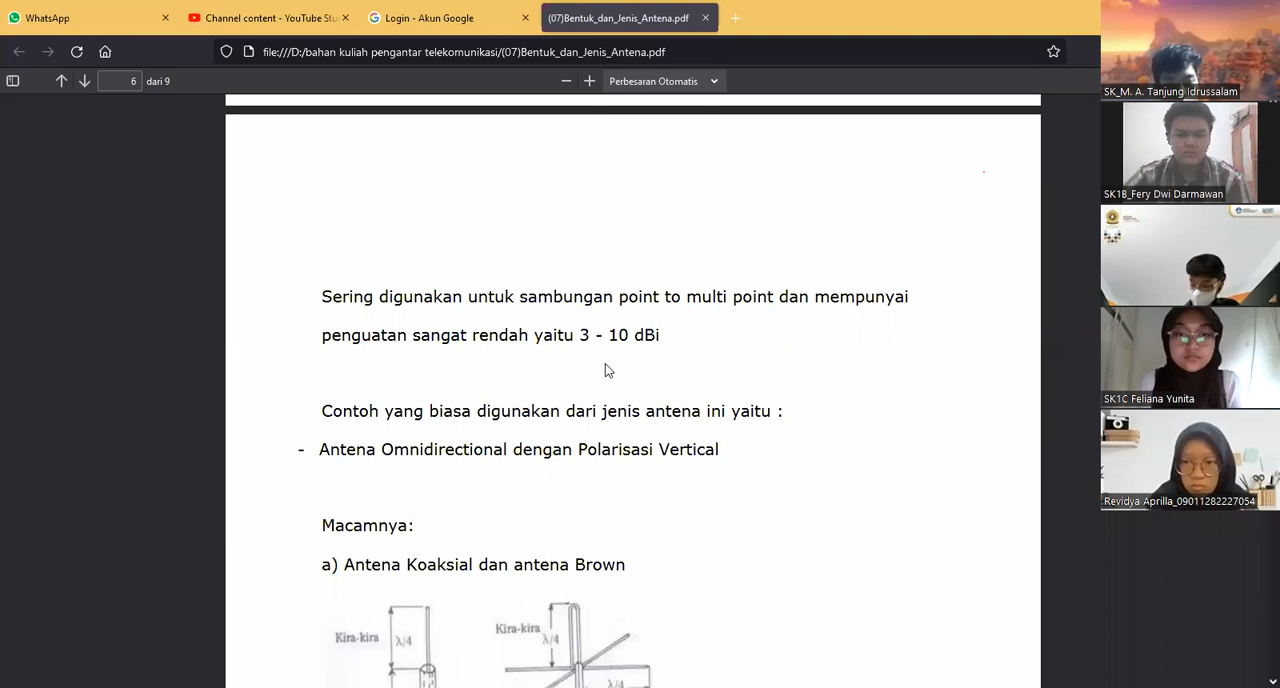 WhatsApp
Channel content - YouTube Stu
Login - Akun Google
(07)Bentuk_dan_Jenis_Antena.pdf
file:///D:/bahan kuliah pengantar telekomunikasi/(07)Bentuk_dan_Jenis_Antena.pdf
6 dari 9
Perbesaran Otomatis
Sering digunakan untuk sambungan point to multi point dan mempunyai
penguatan sangat rendah yaitu 3 - 10 dBi
Contoh yang biasa digunakan dari jenis antena ini yaitu :
- Antena Omnidirectional dengan Polarisasi Vertical
Macamnya:
a) Antena Koaksial dan antena Brown
Kira-kira λ/4
Kira-kira λ/4
λ/4
SK_M. A. Tanjung Idrussalam
SK1B_Fery Dwi Darmawan
SK1C Feliana Yunita
Revidya Aprilla_09011282227054